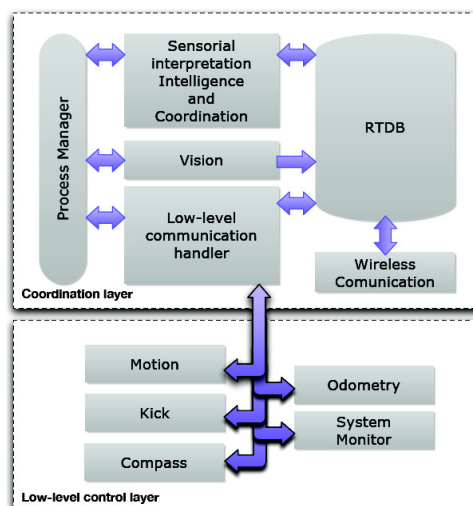 Process Manager
Sensorial
interpretation
Intelligence
and
Coordination
RTDB
Vision
Low-level
communication
handler
Wireless
Comunication
Coordination layer
Motion
Odometry
Kick
System
Monitor
Compass
Low-level control layer